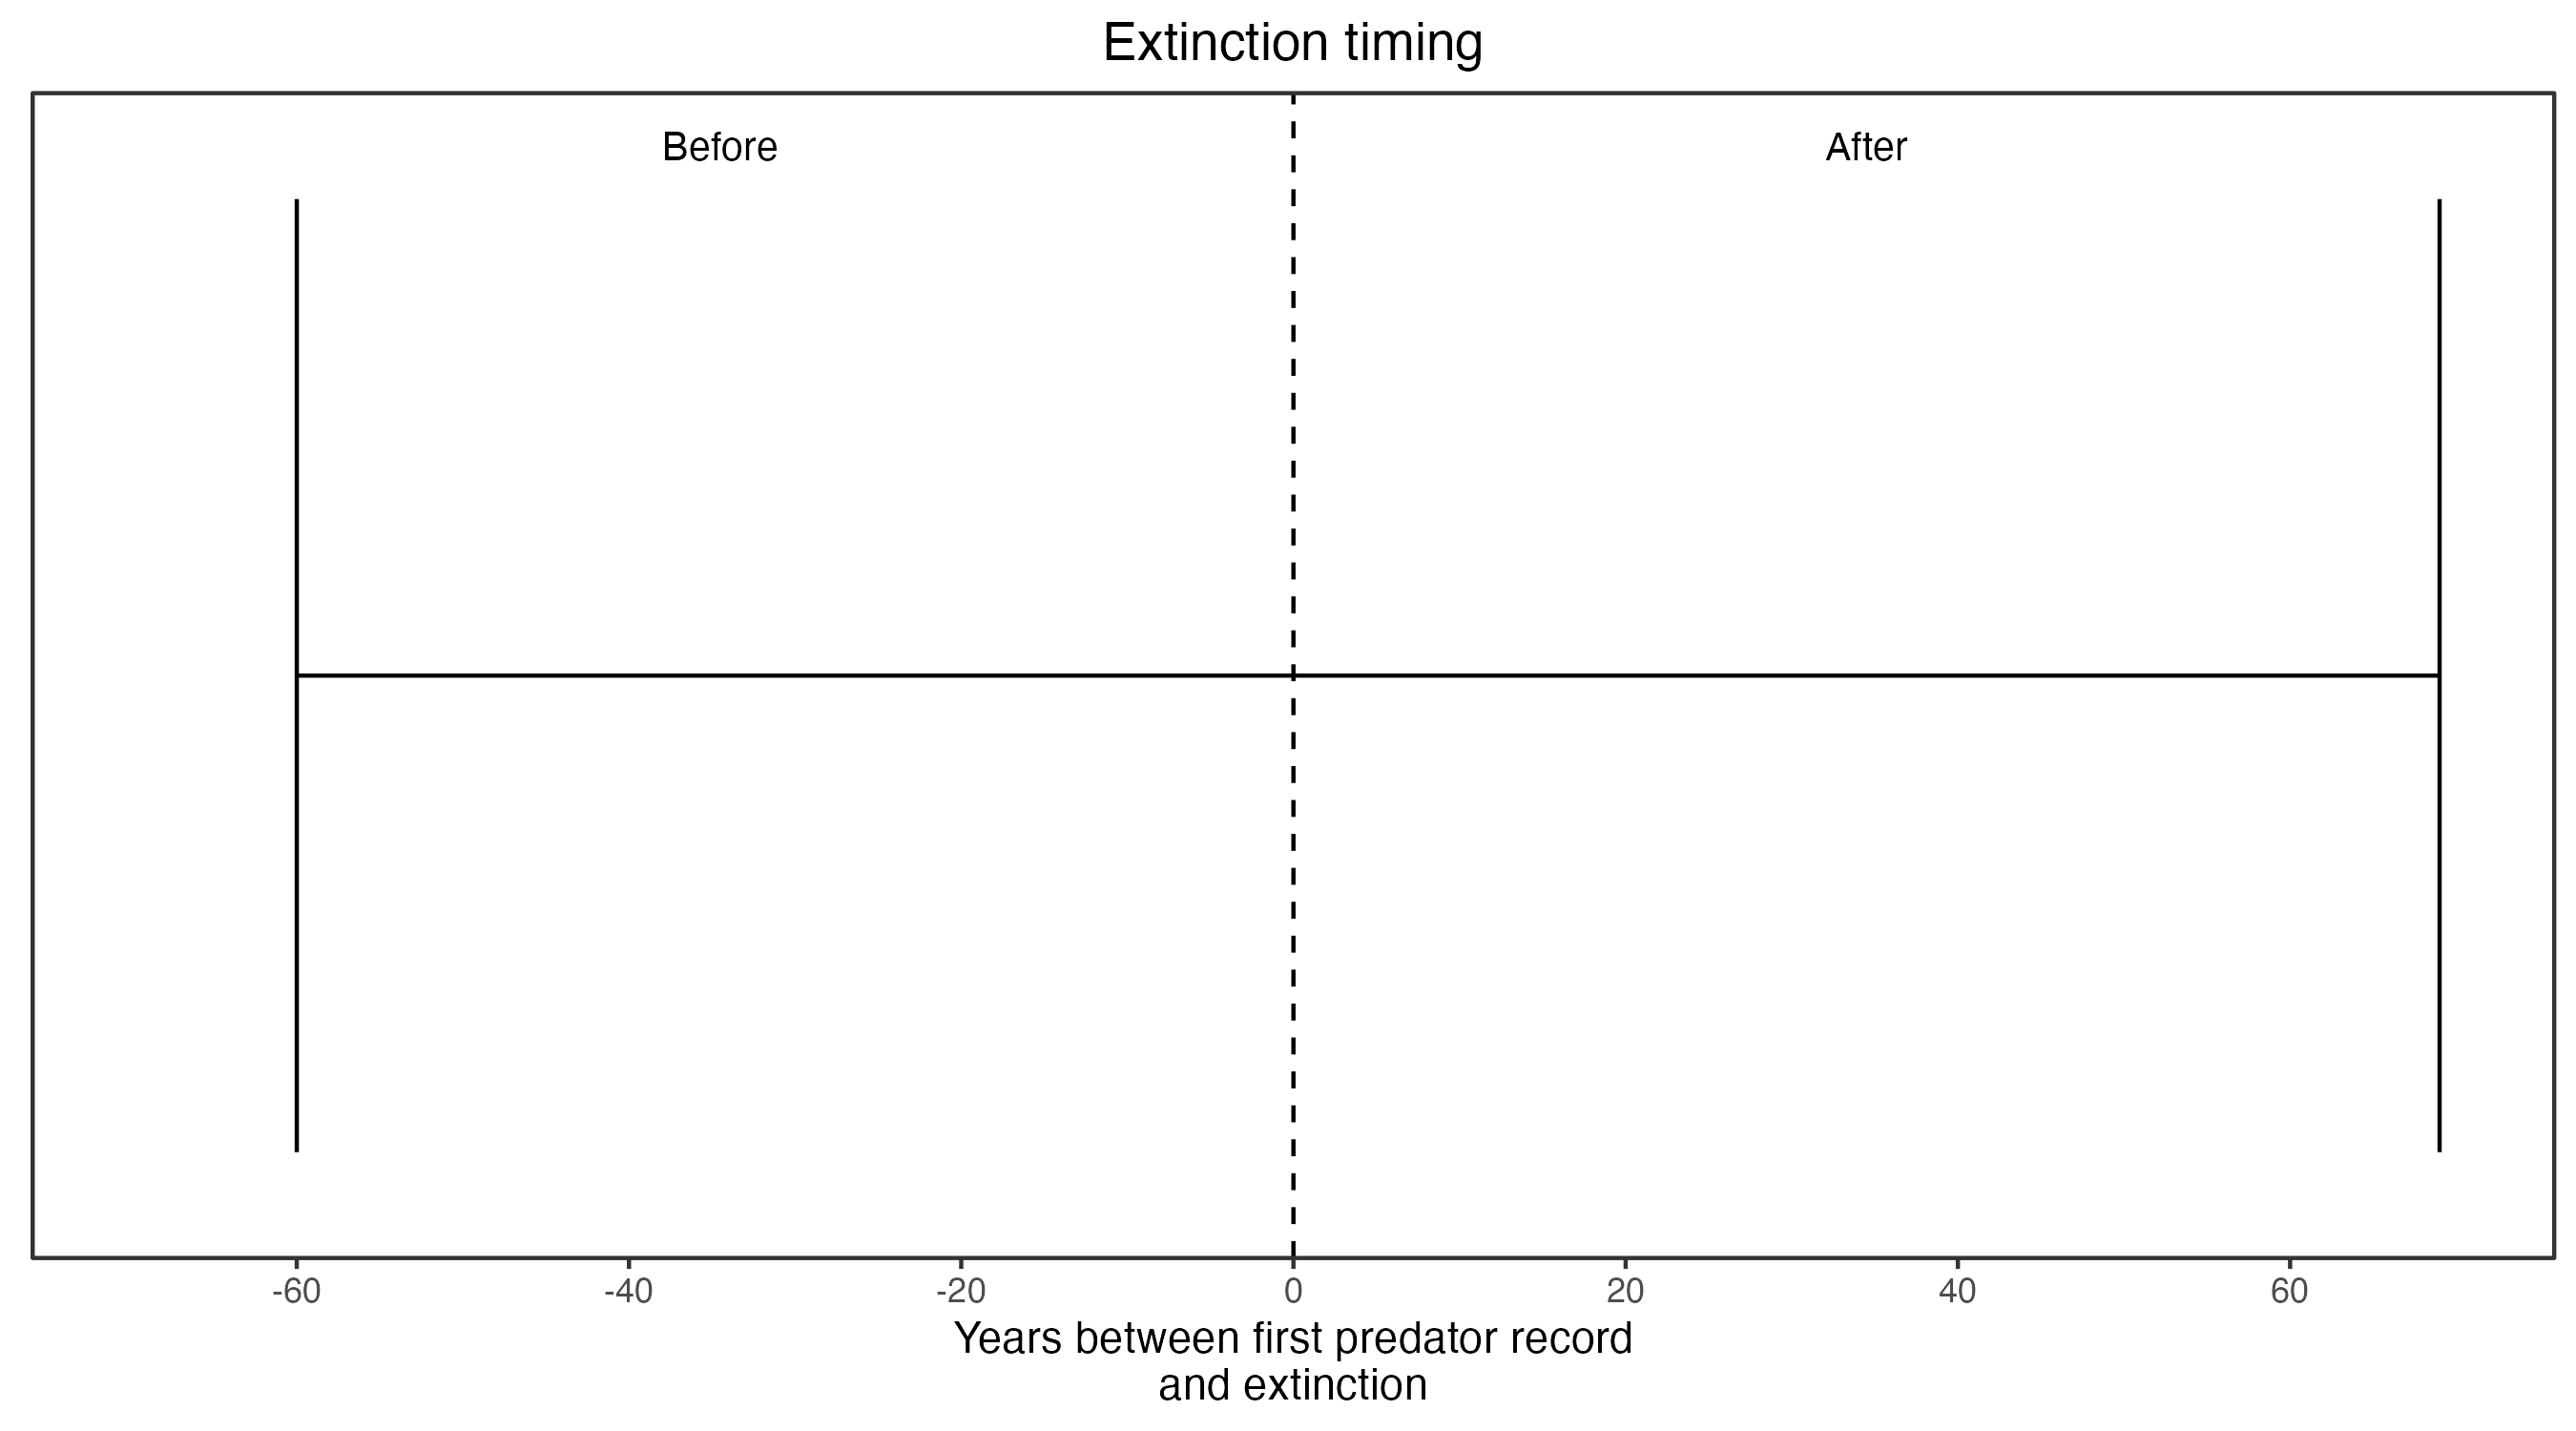 Extinction timing
Before After
-60 -40 -20 0 20 40 60
Years between first predator record
and extinction